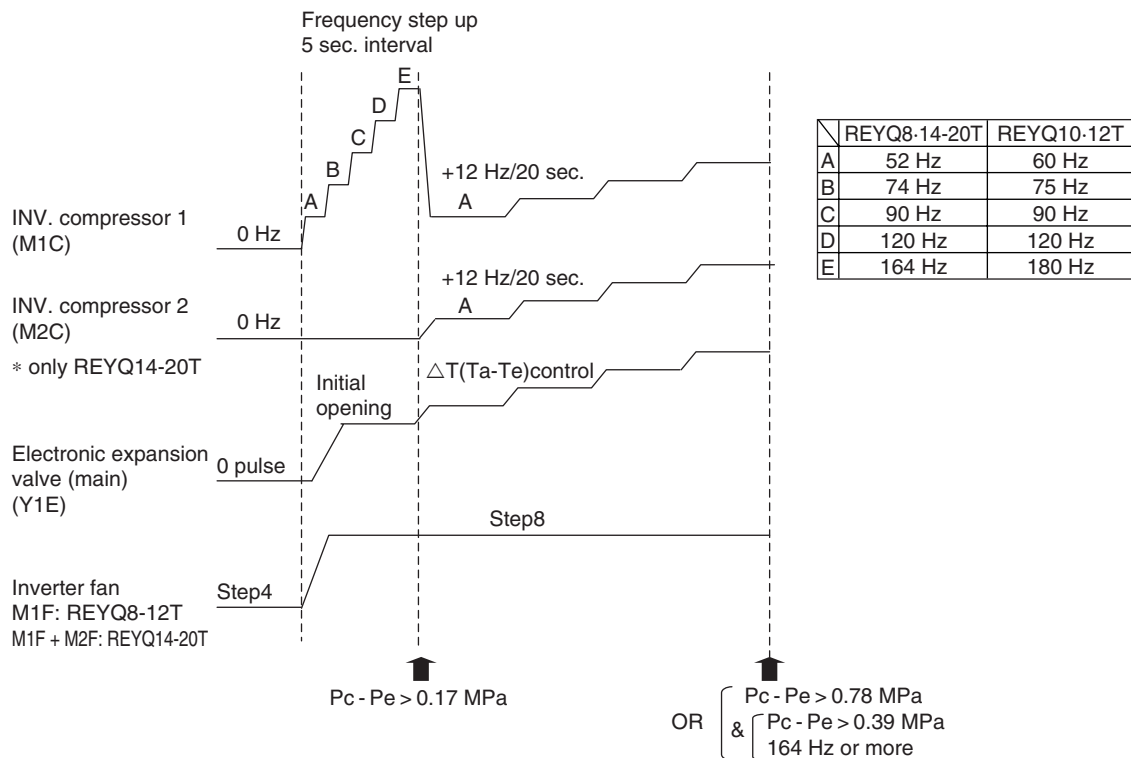 Frequency step up
5 sec. interval
E
D
C
B
A
+12 Hz/20 sec.
A
INV. compressor 1
(M1C)
0 Hz
+12 Hz/20 sec.
A
INV. compressor 2
(M2C)
0 Hz
* only REYQ14-20T
Initial
opening
△T(Ta-Te)control
Electronic expansion
valve (main)
(Y1E)
0 pulse
Step8
Inverter fan
M1F: REYQ8-12T
M1F + M2F: REYQ14-20T
Step4
Pc - Pe > 0.17 MPa
OR
Pc - Pe > 0.78 MPa
&
Pc - Pe > 0.39 MPa
164 Hz or more
REYQ8·14-20T REYQ10·12T
A 52 Hz 60 Hz
B 74 Hz 75 Hz
C 90 Hz 90 Hz
D 120 Hz 120 Hz
E 164 Hz 180 Hz